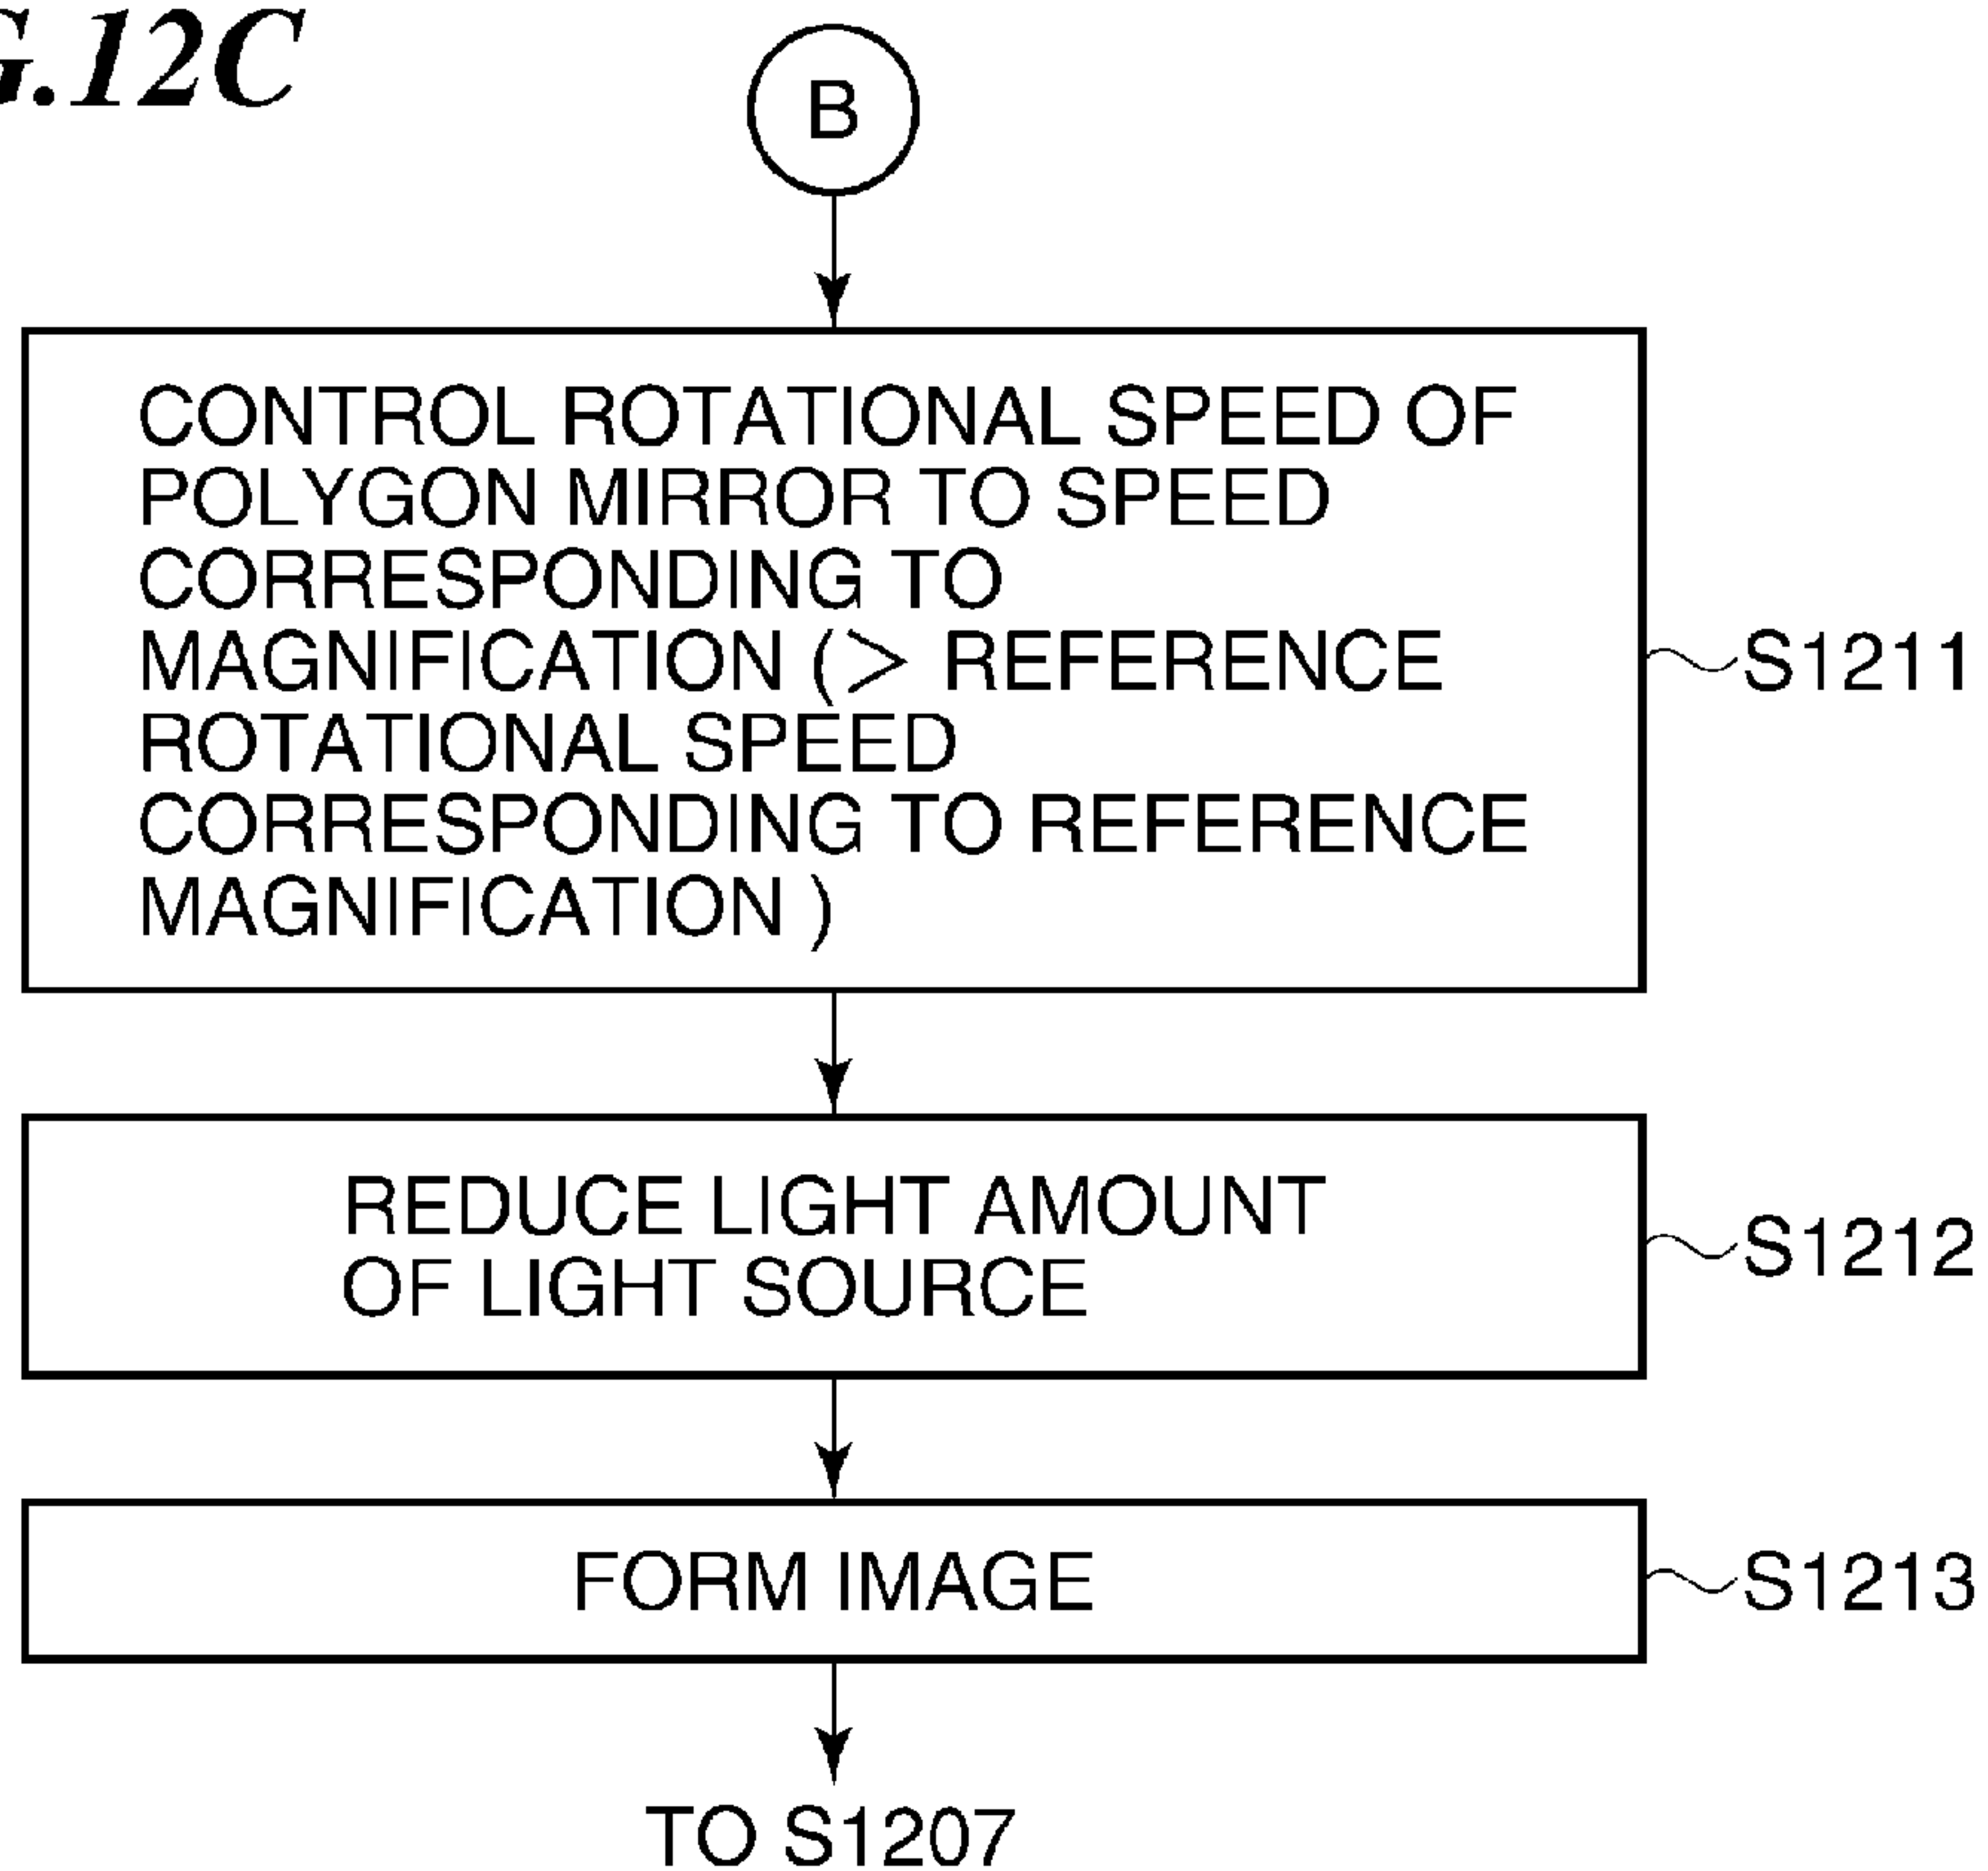 G.12C
B
CONTROL ROTATIONAL SPEED OF
POLYGON MIRROR TO SPEED
CORRESPONDING TO
MAGNIFICATION (> REFERENCE
ROTATIONAL SPEED
CORRESPONDING TO REFERENCE
MAGNIFICATION )
S1211
REDUCE LIGHT AMOUNT
OF LIGHT SOURCE
S1212
FORM IMAGE
S1213
TO S1207